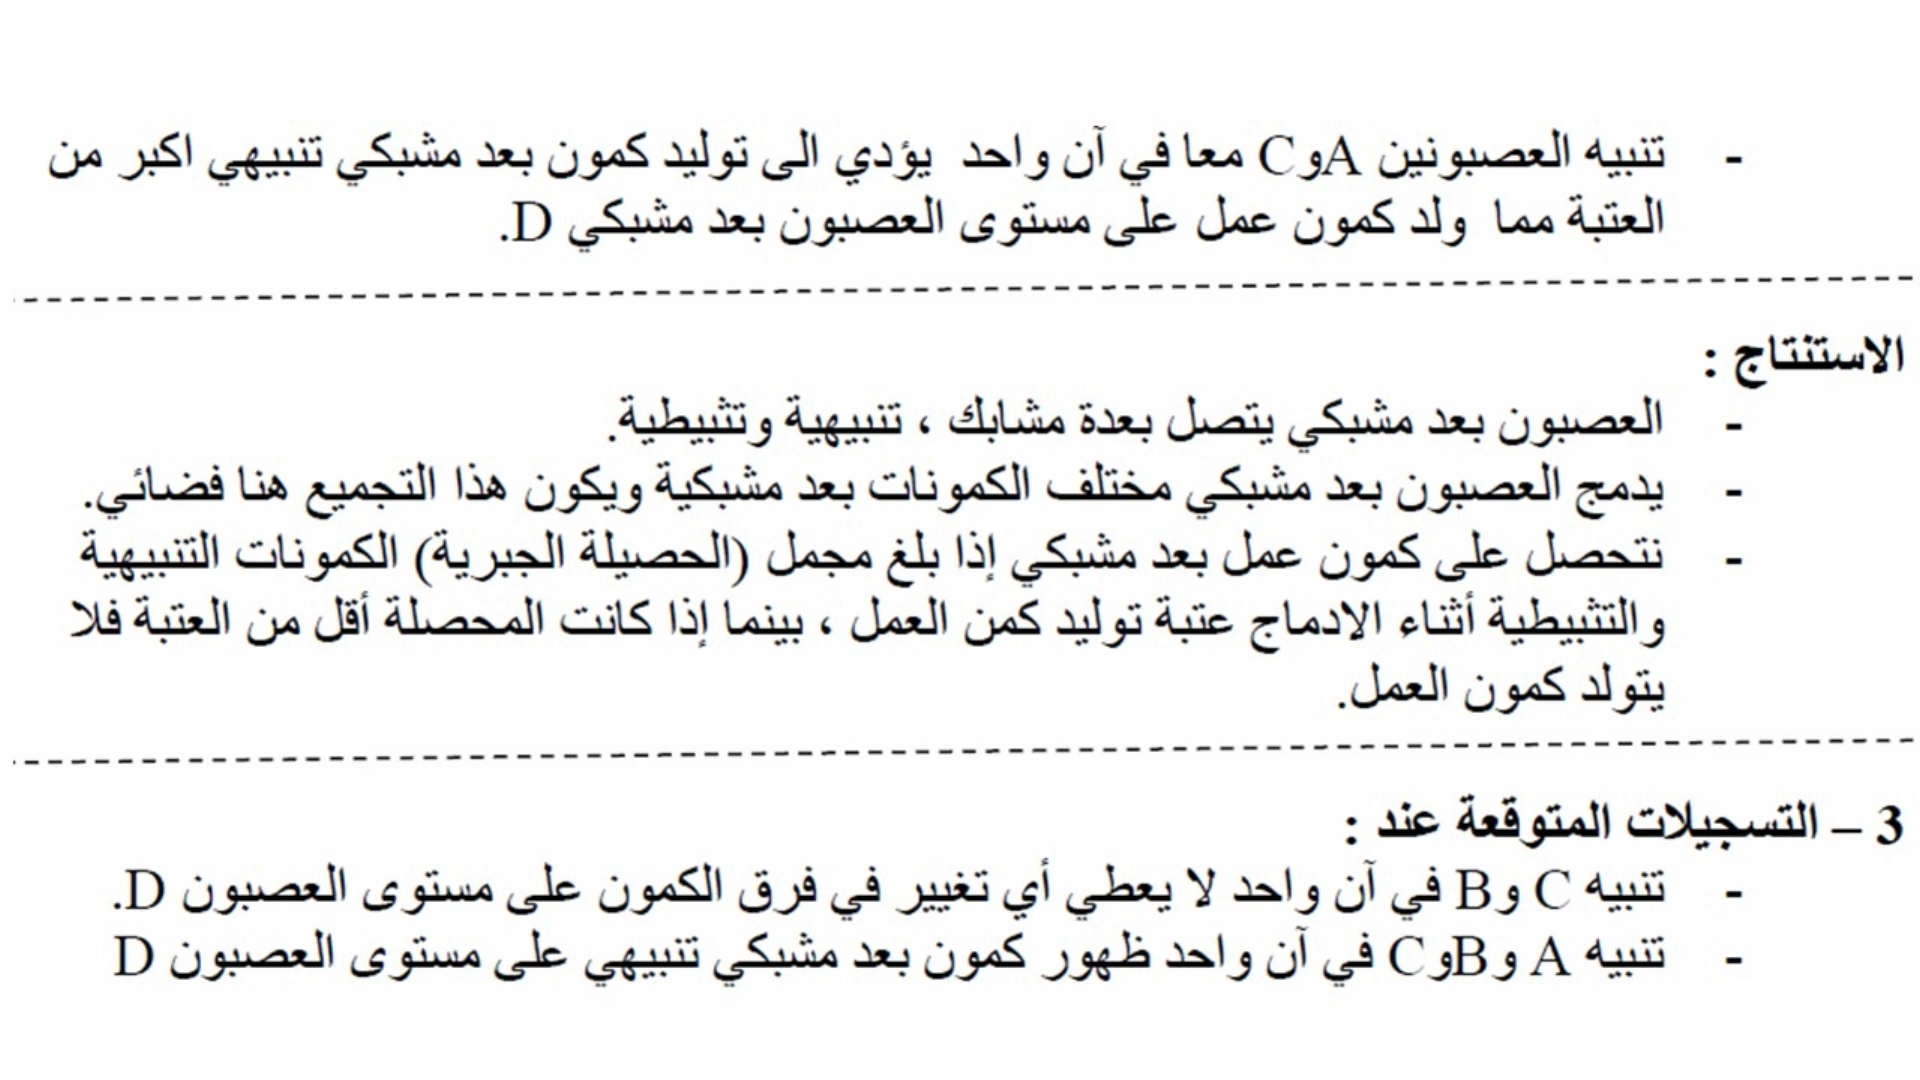 - تنبيه العصبونين A وC معا في آن واحد يؤدي الى توليد كمون بعد مشبكي تنبيهي اكبر من
العتبة مما ولد كمون عمل على مستوى العصبون بعد مشبكي D.
الاستنتاج :
- العصبون بعد مشبكي يتصل بعدة مشابك ، تنبيهية وتثبيطية.
- يدمج العصبون بعد مشبكي مختلف الكمونات بعد مشبكية ويكون هذا التجميع هنا فضائي.
- نتحصل على كمون عمل بعد مشبكي إذا بلغ مجمل (الحصيلة الجبرية) الكمونات التنبيهية
والتثبيطية أثناء الادماج عتبة توليد كمن العمل ، بينما إذا كانت المحصلة أقل من العتبة فلا
يتولد كمون العمل.
3 – التسجيلات المتوقعة عند :
- تنبيه C وB في آن واحد لا يعطي أي تغيير في فرق الكمون على مستوى العصبون D.
- تنبيه A وBوC في آن واحد ظهور كمون بعد مشبكي تنبيهي على مستوى العصبون D